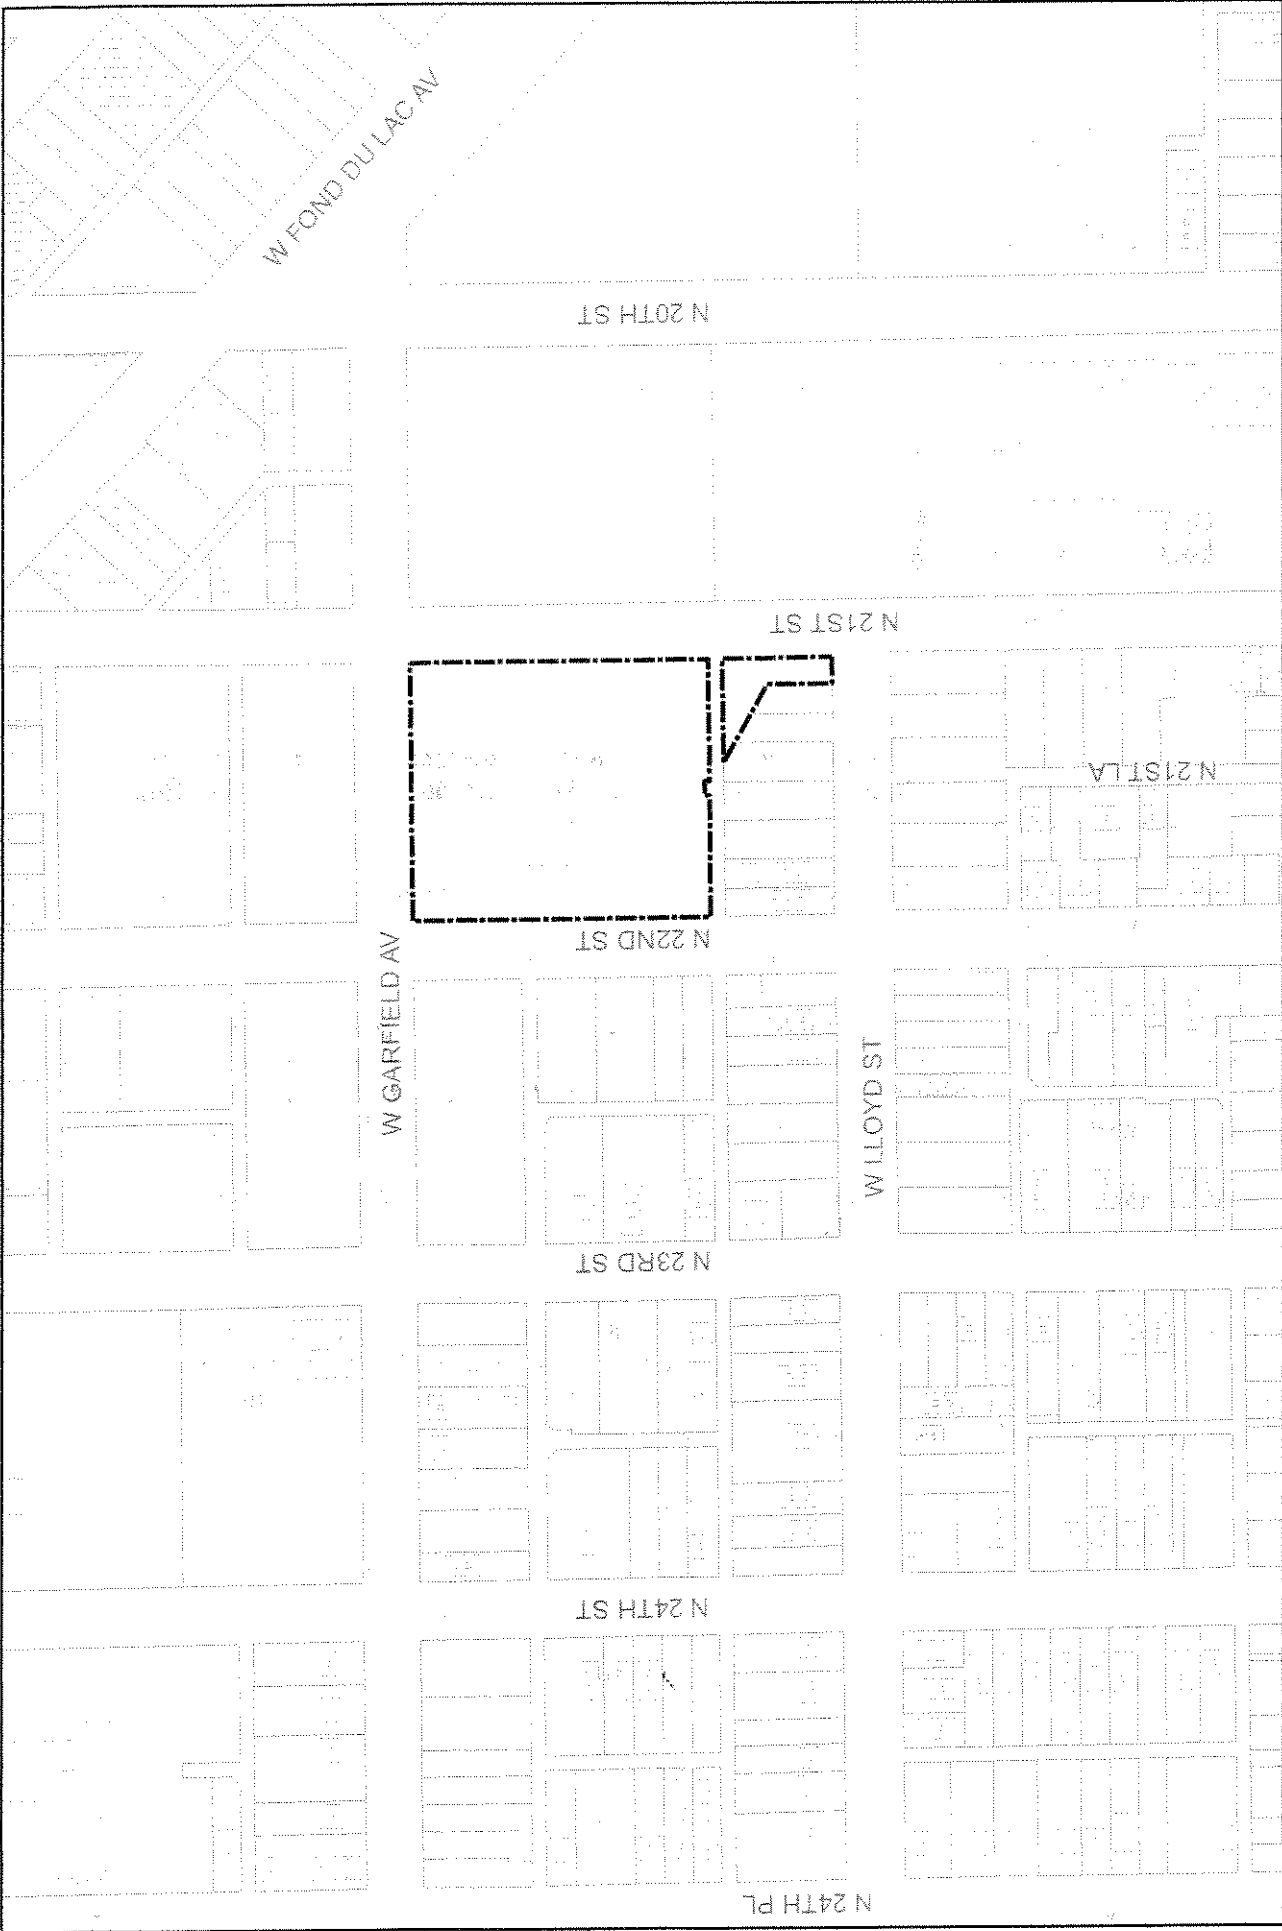 W FOND DU LAC AV
N 20TH ST
N 21ST ST
N 21ST LA
N 22ND ST
W GARFIELD AV
W LLOYD ST
N 23RD ST
N 24TH ST
N 24TH PL